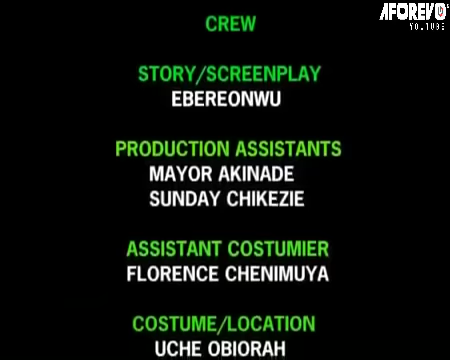 AFOREVO
YOUTUBE
CREW
STORY/SCREENPLAY
EBEREONWU
PRODUCTION ASSISTANTS
MAYOR AKINADE
SUNDAY CHIKEZIE
ASSISTANT COSTUMIER
FLORENCE CHENIMUYA
COSTUME/LOCATION
UCHE OBIORAH